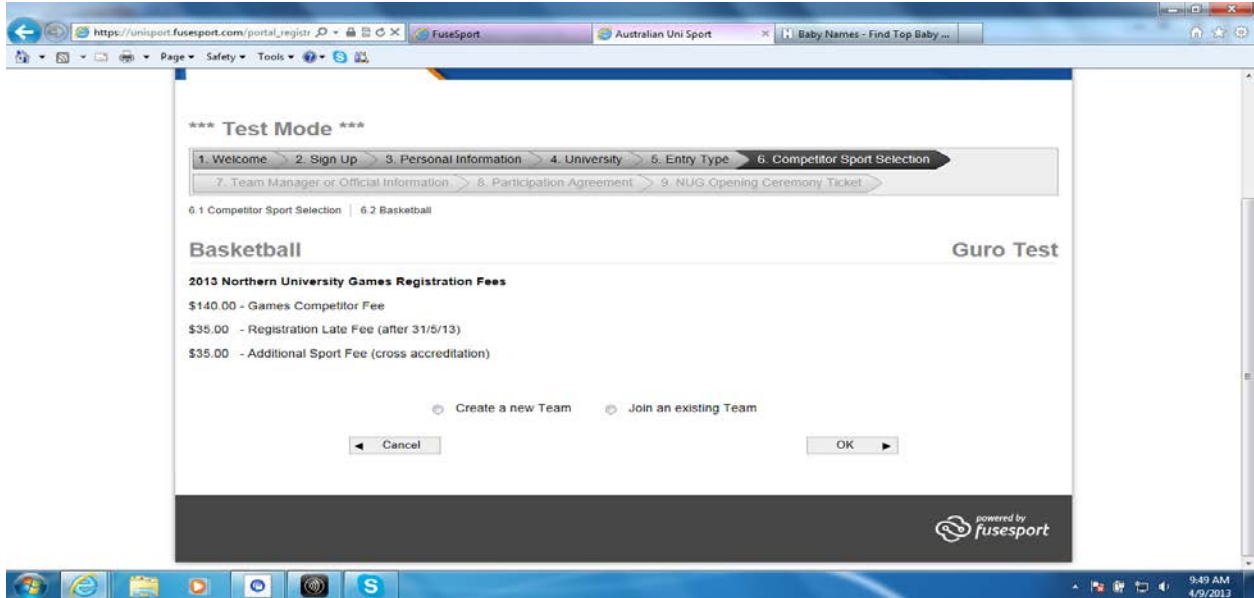 https://unisport.fusesport.com/portal_registr
FuseSport
Australian Uni Sport
Baby Names - Find Top Baby ...
Page Safety Tools
*** Test Mode ***
1. Welcome 2. Sign Up 3. Personal Information 4. University 5. Entry Type 6. Competitor Sport Selection
7. Team Manager or Official Information 8. Participation Agreement 9. NUG Opening Ceremony Ticket
6.1 Competitor Sport Selection | 6.2 Basketball
Basketball Guro Test
2013 Northern University Games Registration Fees
$140.00 - Games Competitor Fee
$35.00 - Registration Late Fee (after 31/5/13)
$35.00 - Additional Sport Fee (cross accreditation)
Create a new Team Join an existing Team
Cancel OK
powered by
fusesport
9:49 AM
4/9/2013